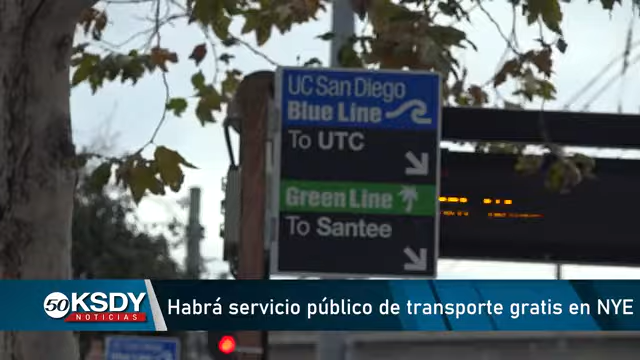 UC San Diego
Blue Line
To UTC
Green Line
To Santee
50 KSDY
NOTICIAS
Habrá servicio público de transporte gratis en NYE